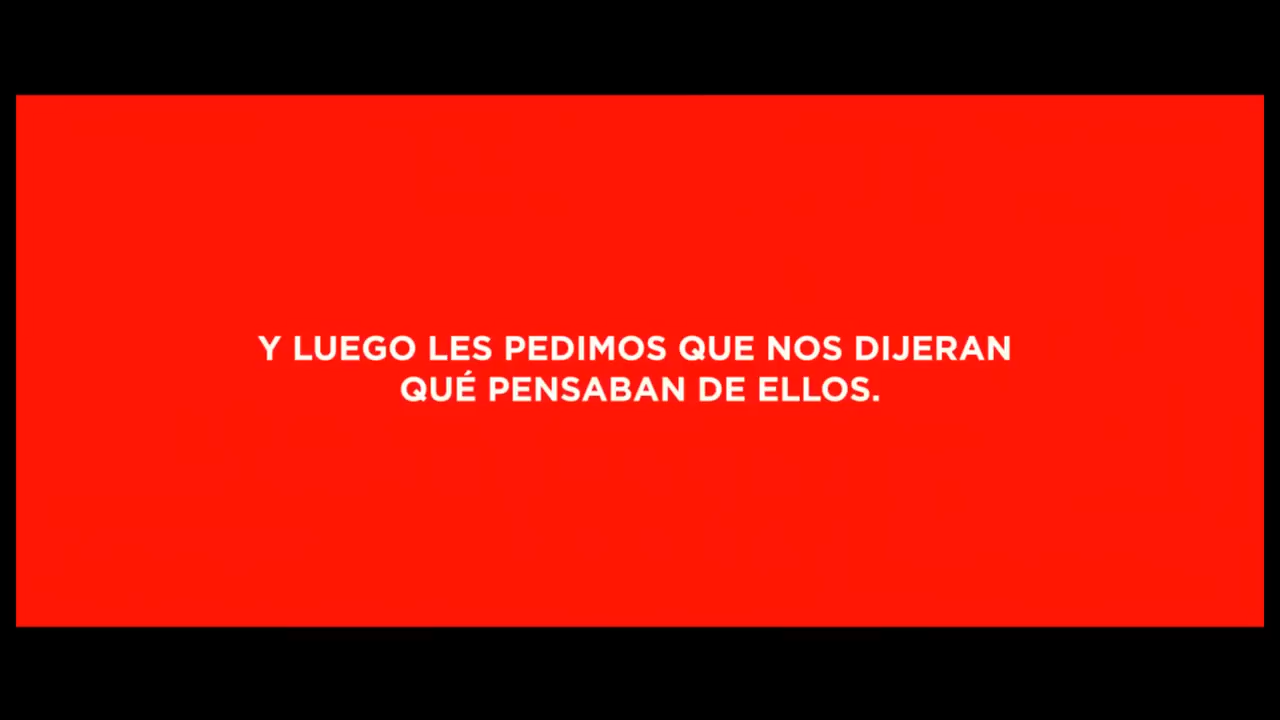 Y LUEGO LES PEDIMOS QUE NOS DIJERAN
QUÉ PENSABAN DE ELLOS.